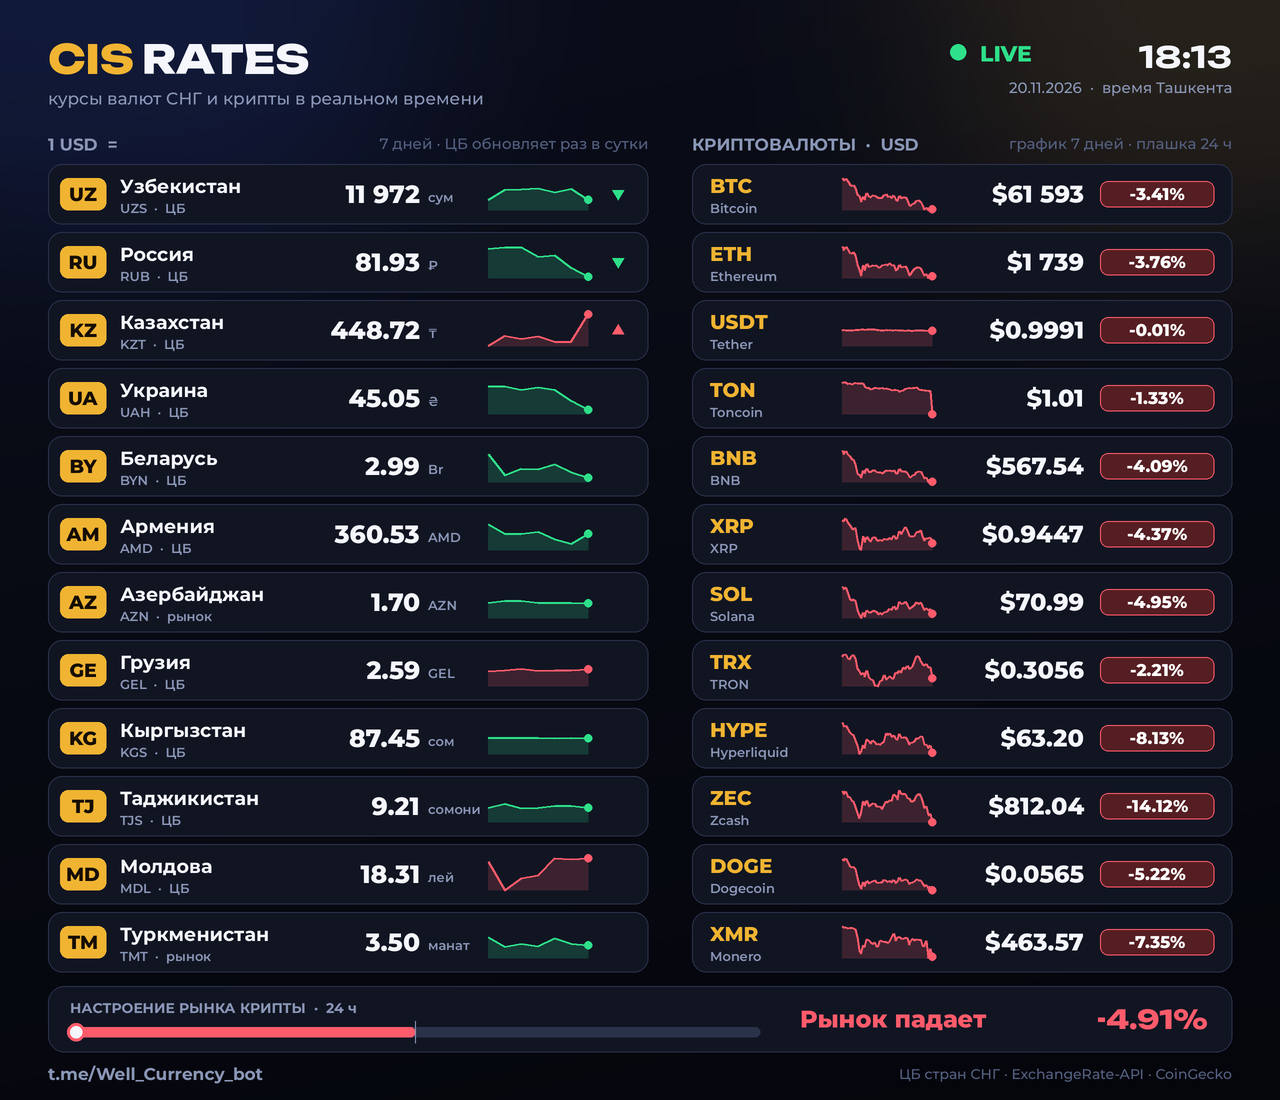 CIS RATES
курсы валют СНГ и крипты в реальном времени
LIVE 18:13
20.11.2026 · время Ташкента
1 USD = 7 дней · ЦБ обновляет раз в сутки
UZ Узбекистан 11 972 сум
UZS · ЦБ
RU Россия 81.93 ₽
RUB · ЦБ
KZ Казахстан 448.72 ₸
KZT · ЦБ
UA Украина 45.05 ₴
UAH · ЦБ
BY Беларусь 2.99 Br
BYN · ЦБ
AM Армения 360.53 AMD
AMD · ЦБ
AZ Азербайджан 1.70 AZN
AZN · рынок
GE Грузия 2.59 GEL
GEL · ЦБ
KG Кыргызстан 87.45 сом
KGS · ЦБ
TJ Таджикистан 9.21 сомони
TJS · ЦБ
MD Молдова 18.31 лей
MDL · ЦБ
TM Туркменистан 3.50 манат
TMT · рынок
КРИПТОВАЛЮТЫ · USD график 7 дней · плашка 24 ч
BTC $61 593 -3.41%
Bitcoin
ETH $1 739 -3.76%
Ethereum
USDT $0.9991 -0.01%
Tether
TON $1.01 -1.33%
Toncoin
BNB $567.54 -4.09%
BNB
XRP $0.9447 -4.37%
XRP
SOL $70.99 -4.95%
Solana
TRX $0.3056 -2.21%
TRON
HYPE $63.20 -8.13%
Hyperliquid
ZEC $812.04 -14.12%
Zcash
DOGE $0.0565 -5.22%
Dogecoin
XMR $463.57 -7.35%
Monero
НАСТРОЕНИЕ РЫНКА КРИПТЫ · 24 ч
Рынок падает -4.91%
t.me/Well_Currency_bot
ЦБ стран СНГ · ExchangeRate-API · CoinGecko